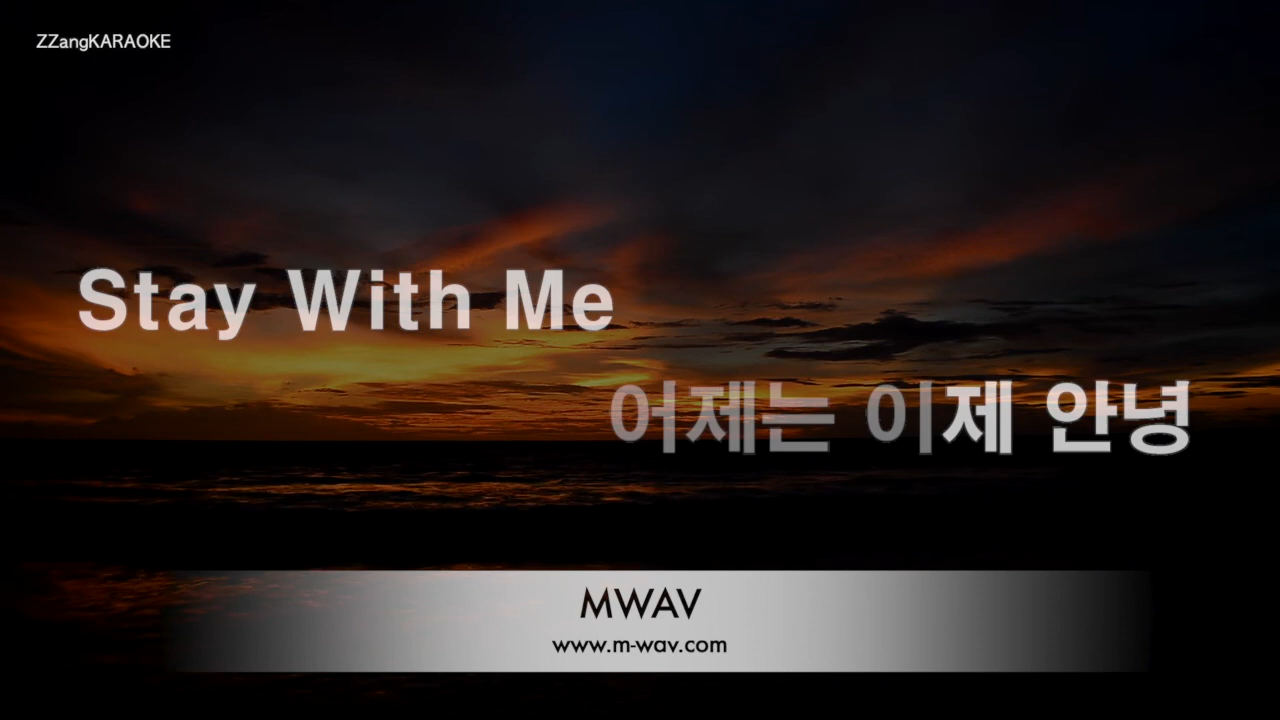 ZZangKARAOKE
Stay With Me
어제는 이제 안녕
MWAV
www.m-wav.com